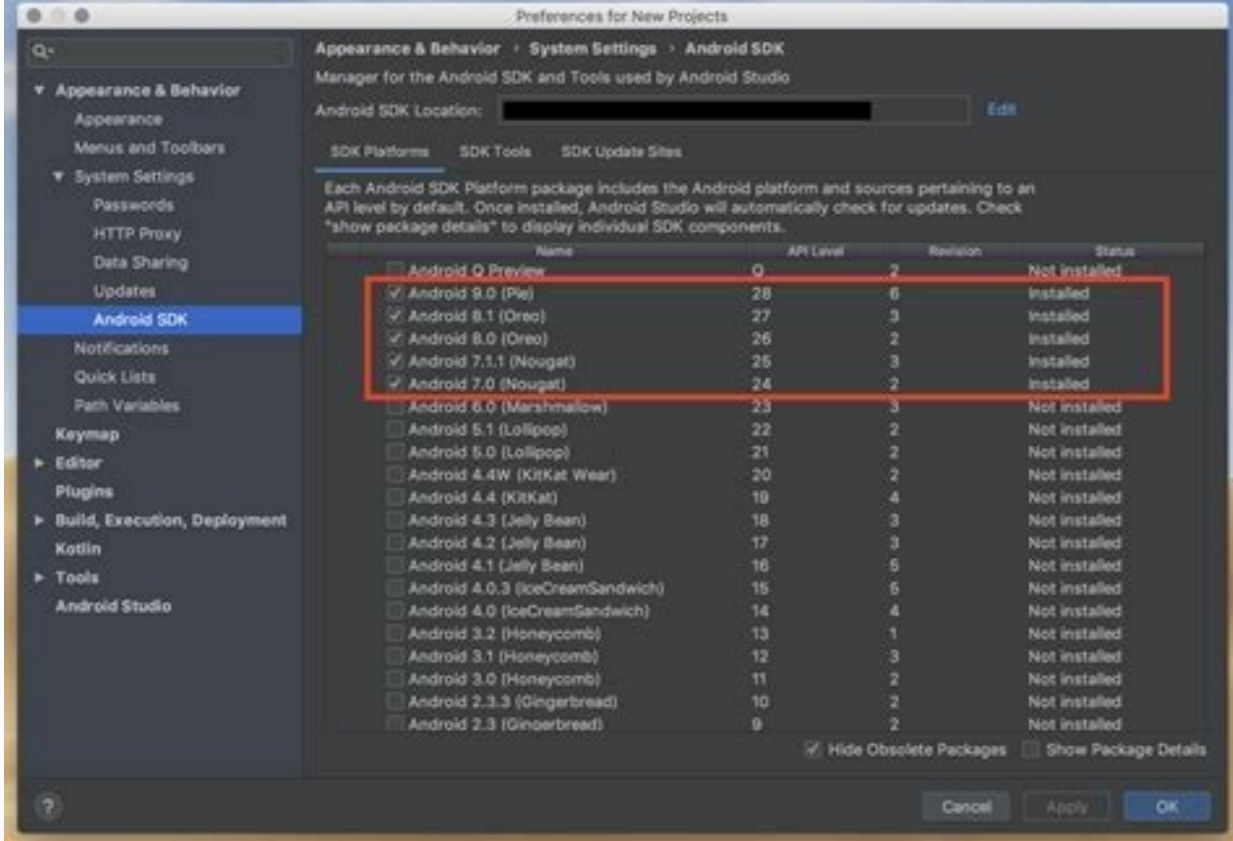 Preferences for New Projects
Appearance & Behavior › System Settings › Android SDK
Manager for the Android SDK and Tools used by Android Studio
Android SDK Location:
Edit
SDK Platforms SDK Tools SDK Update Sites
Each Android SDK Platform package includes the Android platform and sources pertaining to an
API level by default. Once installed, Android Studio will automatically check for updates. Check
"show package details" to display individual SDK components.
Name API Level Revision Status
Android Q Preview Q 2 Not installed
Android 9.0 (Pie) 28 6 Installed
Android 8.1 (Oreo) 27 3 Installed
Android 8.0 (Oreo) 26 2 Installed
Android 7.1.1 (Nougat) 25 3 Installed
Android 7.0 (Nougat) 24 2 Installed
Android 6.0 (Marshmallow) 23 3 Not installed
Android 5.1 (Lollipop) 22 2 Not installed
Android 5.0 (Lollipop) 21 2 Not installed
Android 4.4W (KitKat Wear) 20 2 Not installed
Android 4.4 (KitKat) 19 4 Not installed
Android 4.3 (Jelly Bean) 18 3 Not installed
Android 4.2 (Jelly Bean) 17 3 Not installed
Android 4.1 (Jelly Bean) 16 5 Not installed
Android 4.0.3 (IceCreamSandwich) 15 5 Not installed
Android 4.0 (IceCreamSandwich) 14 4 Not installed
Android 3.2 (Honeycomb) 13 1 Not installed
Android 3.1 (Honeycomb) 12 3 Not installed
Android 3.0 (Honeycomb) 11 2 Not installed
Android 2.3.3 (Gingerbread) 10 2 Not installed
Android 2.3 (Gingerbread) 9 2 Not installed
Hide Obsolete Packages Show Package Details
Appearance & Behavior
Appearance
Menus and Toolbars
System Settings
Passwords
HTTP Proxy
Data Sharing
Updates
Android SDK
Notifications
Quick Lists
Path Variables
Keymap
Editor
Plugins
Build, Execution, Deployment
Kotlin
Tools
Android Studio
?
Cancel Apply OK